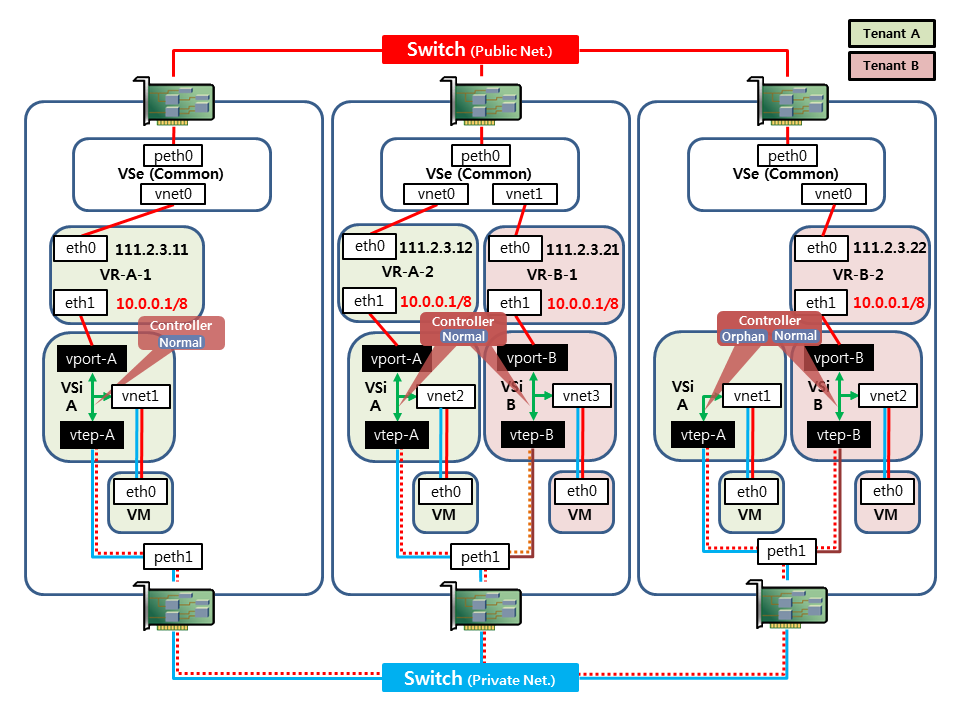 Switch (Public Net.)
Tenant A
Tenant B
peth0
VSe (Common)
vnet0
eth0
111.2.3.11
VR-A-1
eth1
10.0.0.1/8
Controller
Normal
vport-A
VSi
A
vnet1
vtep-A
eth0
VM
peth1
peth0
VSe (Common)
vnet0
vnet1
eth0
111.2.3.12
VR-A-2
eth1
10.0.0.1/8
eth0
111.2.3.21
VR-B-1
eth1
10.0.0.1/8
Controller
Normal
vport-A
VSi
A
vnet2
vtep-A
vport-B
VSi
B
vnet3
vtep-B
eth0
VM
eth0
VM
peth1
peth0
VSe (Common)
vnet0
eth0
111.2.3.22
VR-B-2
eth1
10.0.0.1/8
Controller
Orphan
Normal
VSi
A
vnet1
vtep-A
vport-B
VSi
B
vnet2
vtep-B
eth0
VM
eth0
VM
peth1
Switch (Private Net.)